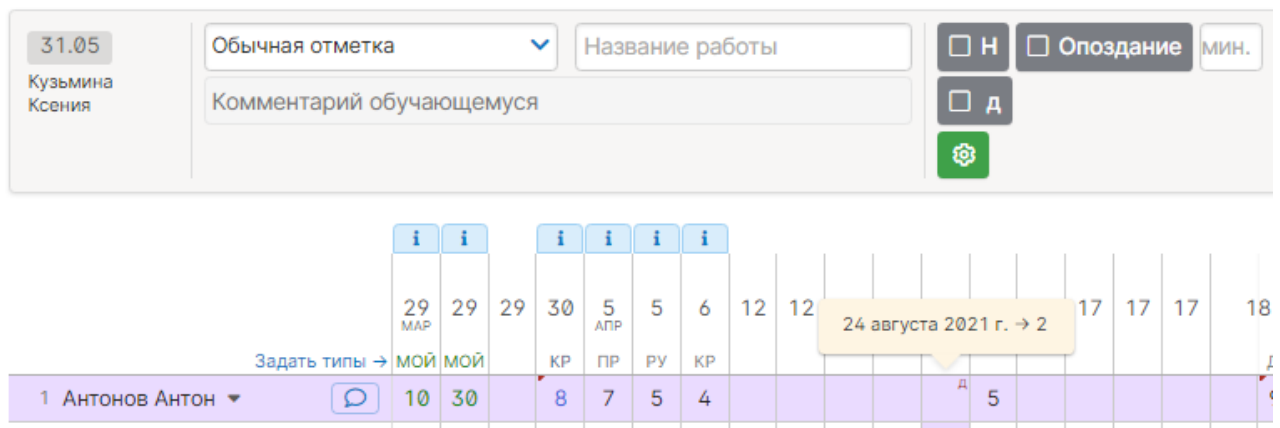 31.05 Обычная отметка Название работы Н Опоздание мин.
Кузьмина
Ксения
Комментарий обучающемуся д
i i i i i i
29 29 29 30 5 5 6 12 12 17 17 17 18
МАР АПР
24 августа 2021 г. → 2
Задать типы → МОЙ МОЙ КР ПР РУ КР
1 Антонов Антон 10 30 8 7 5 4 д 5